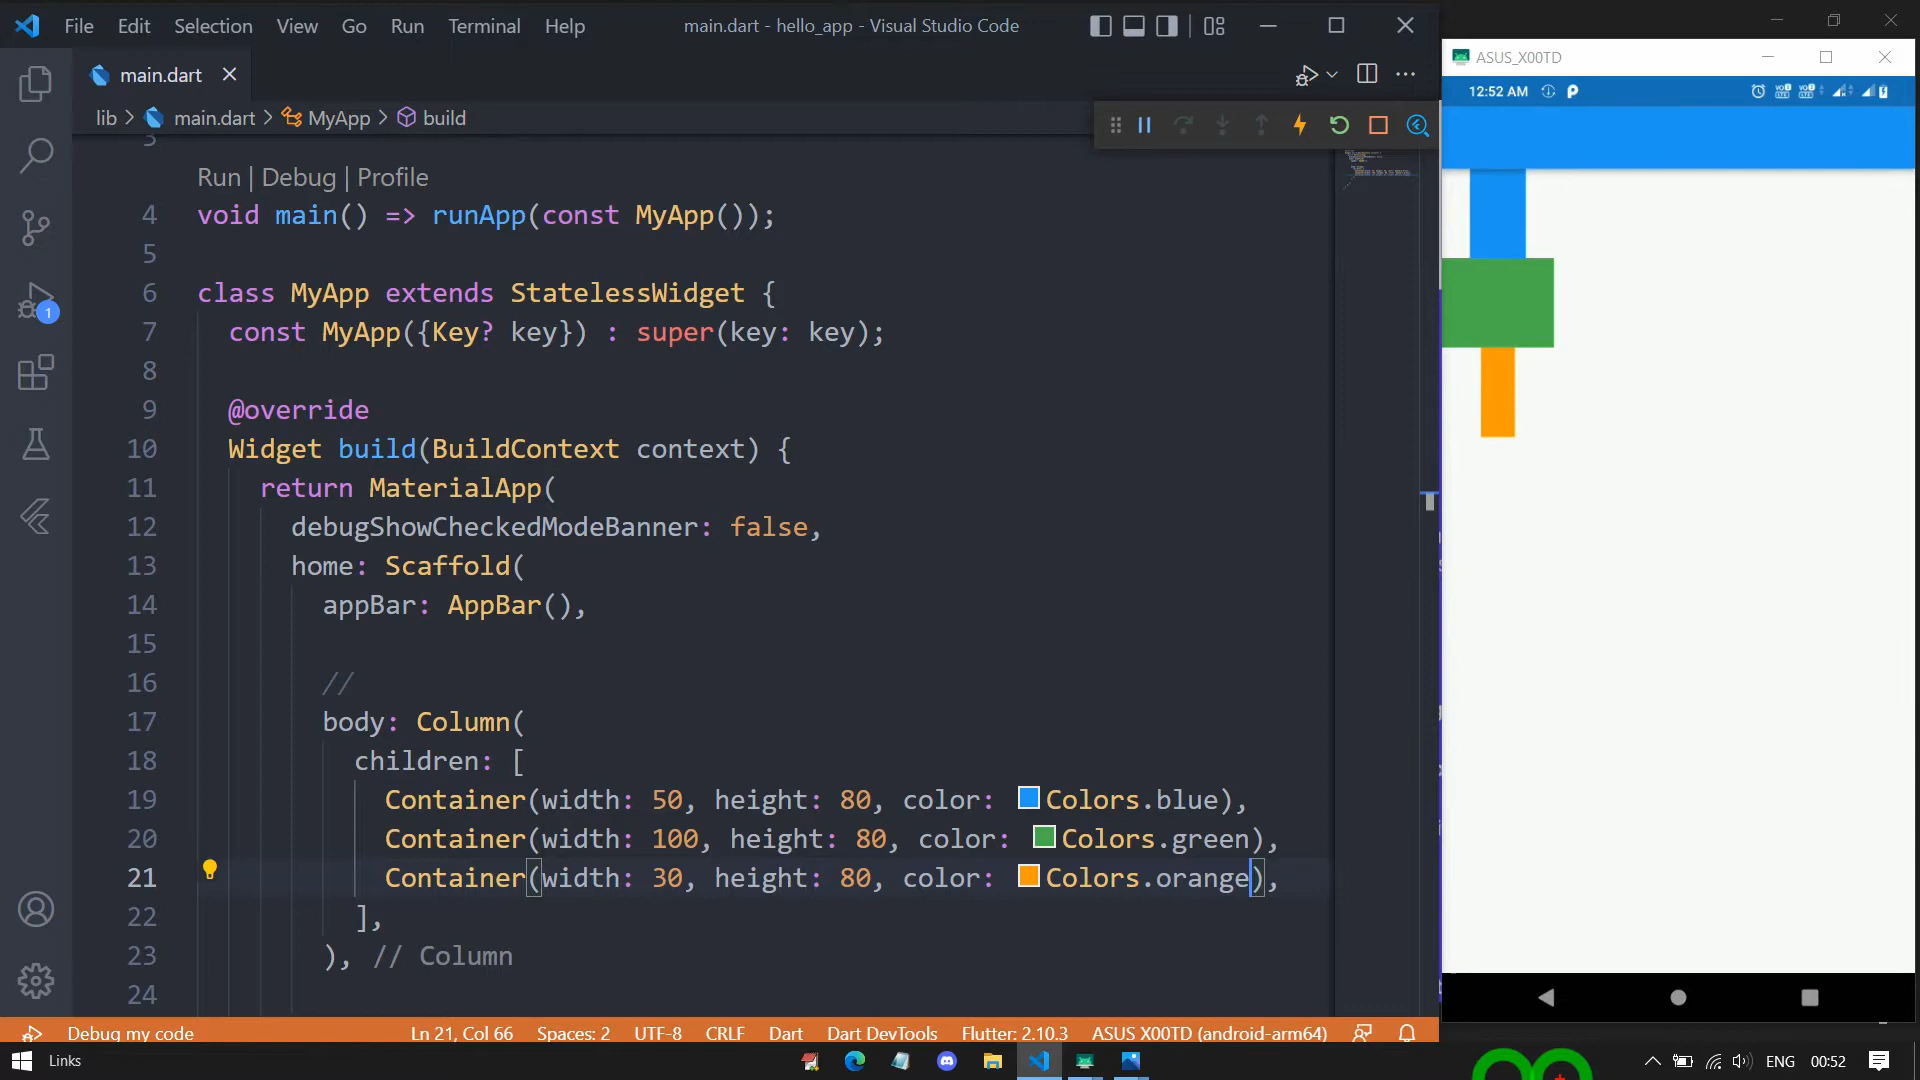 File Edit Selection View Go Run Terminal Help
main.dart - hello_app - Visual Studio Code
main.dart
lib > main.dart > MyApp > build
3
Run | Debug | Profile
4 void main() => runApp(const MyApp());
5
6 class MyApp extends StatelessWidget {
7 const MyApp({Key? key}) : super(key: key);
8
9 @override
10 Widget build(BuildContext context) {
11 return MaterialApp(
12 debugShowCheckedModeBanner: false,
13 home: Scaffold(
14 appBar: AppBar(),
15
16 //
17 body: Column(
18 children: [
19 Container(width: 50, height: 80, color: Colors.blue),
20 Container(width: 100, height: 80, color: Colors.green),
21 Container(width: 30, height: 80, color: Colors.orange),
22 ],
23 ), // Column
24
1
Debug my code
Ln 21, Col 66 Spaces: 2 UTF-8 CRLF Dart Dart DevTools Flutter: 2.10.3 ASUS X00TD (android-arm64)
ASUS_X00TD
12:52 AM
Links
ENG 00:52